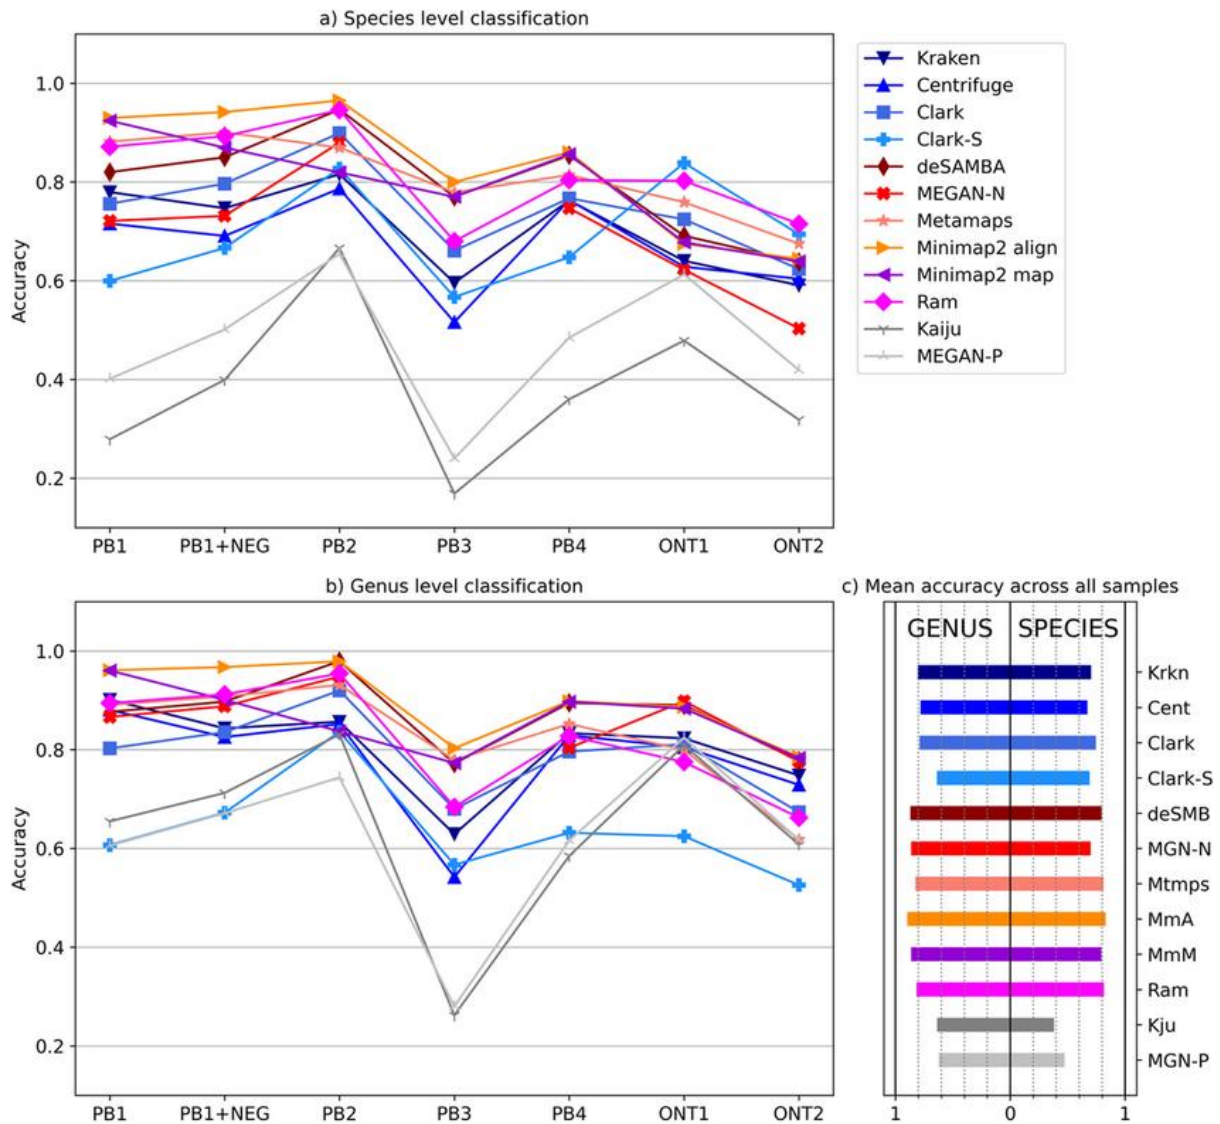 a) Species level classification
Accuracy
1.0
0.8
0.6
0.4
0.2
PB1 PB1+NEG PB2 PB3 PB4 ONT1 ONT2
Kraken
Centrifuge
Clark
Clark-S
deSAMBA
MEGAN-N
Metamaps
Minimap2 align
Minimap2 map
Ram
Kaiju
MEGAN-P
b) Genus level classification
Accuracy
1.0
0.8
0.6
0.4
0.2
PB1 PB1+NEG PB2 PB3 PB4 ONT1 ONT2
c) Mean accuracy across all samples
GENUS SPECIES
Krkn
Cent
Clark
Clark-S
deSMB
MGN-N
Mtmps
MmA
MmM
Ram
Kju
MGN-P
1 0 1